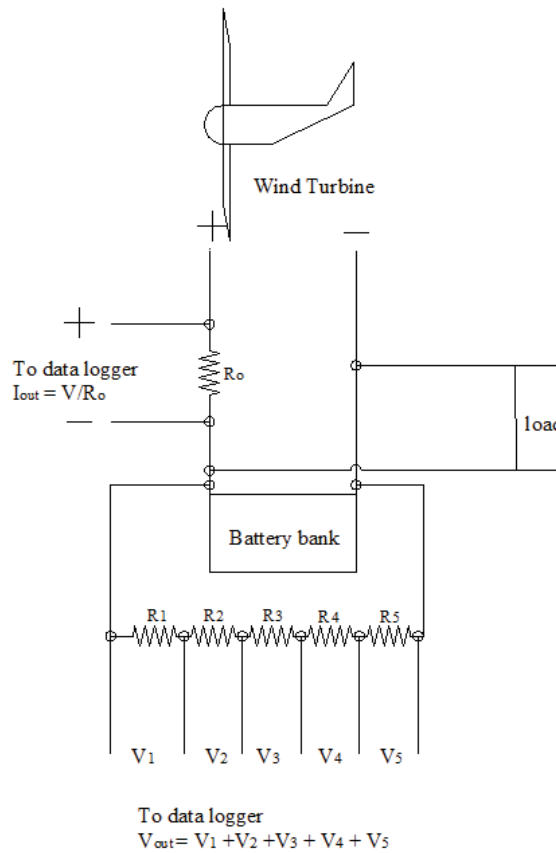 Wind Turbine
+ −
+
Ro
To data logger
Iout = V/Ro
−
load
Battery bank
R1 R2 R3 R4 R5
V1 V2 V3 V4 V5
To data logger
Vout= V1 +V2 +V3 + V4 + V5